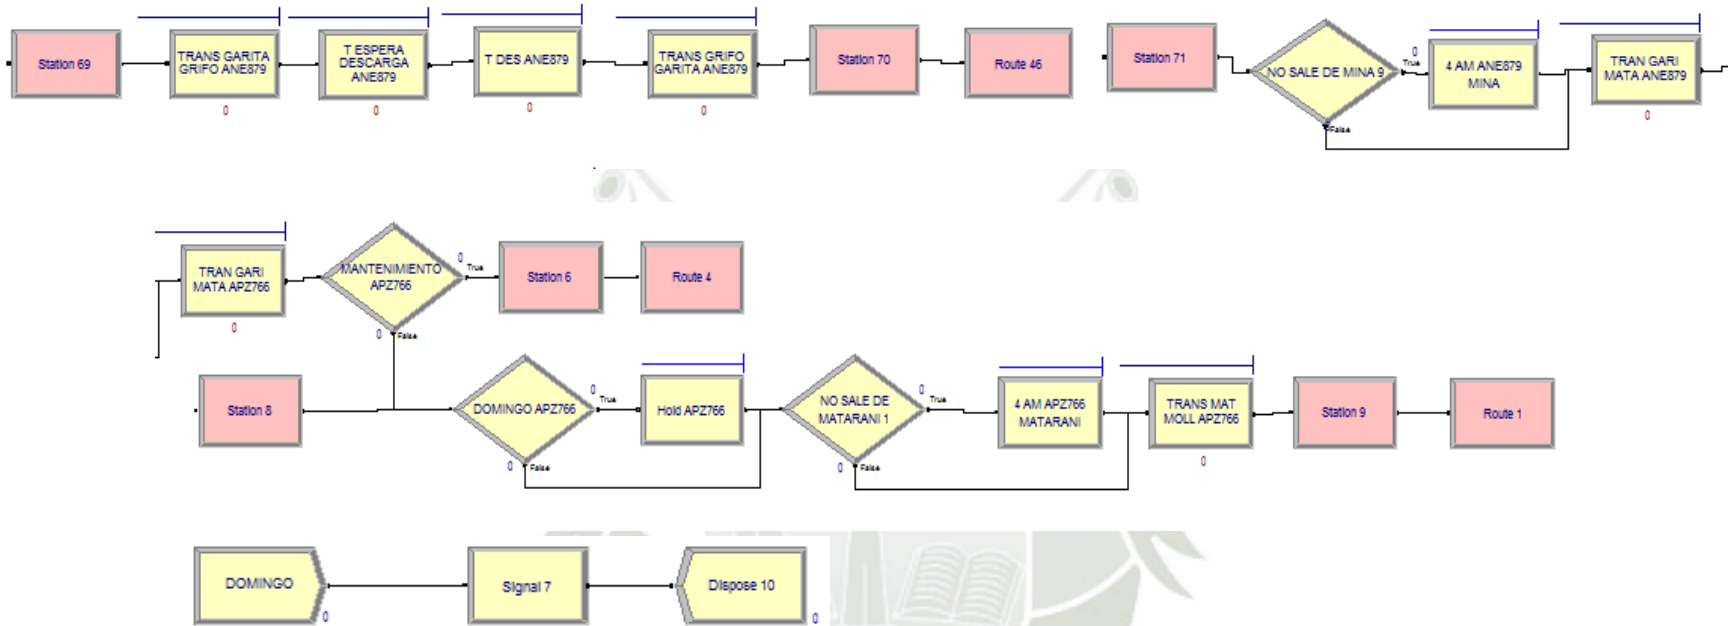 Station 69
TRANS GARITA
GRIFO ANE879
0
T ESPERA
DESCARGA
ANE879
0
T DES ANE879
0
TRANS GRIFO
GARITA ANE879
0
Station 70
Route 46
Station 71
NO SALE DE MINA 9
0
True
False
4 AM ANE879
MINA
TRAN GARI
MATA ANE879
0
TRAN GARI
MATA APZ766
0
MANTENIMIENTO
APZ766
0
True
0
False
Station 6
Route 4
Station 8
DOMINGO APZ766
0
True
0
False
Hold APZ766
NO SALE DE
MATARANI 1
0
True
0
False
4 AM APZ766
MATARANI
TRANS MAT
MOLL APZ766
0
Station 9
Route 1
DOMINGO
0
Signal 7
Dispose 10
0